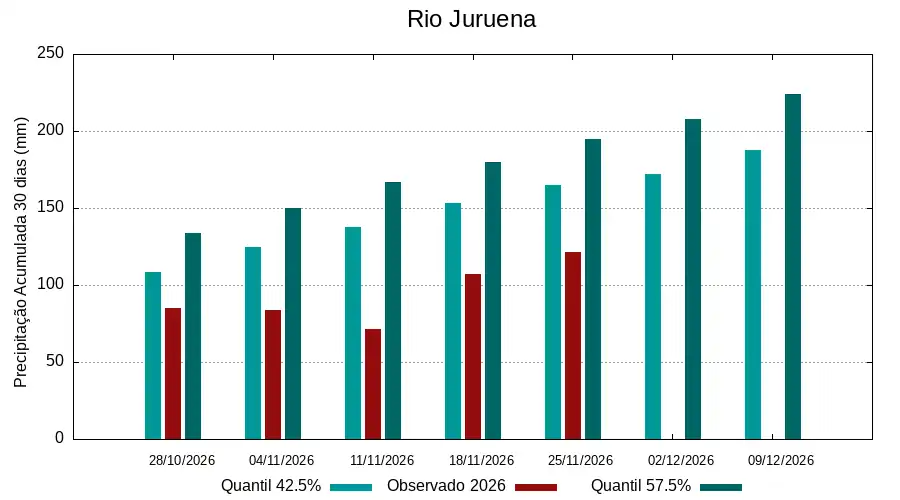 Rio Juruena
Precipitação Acumulada 30 dias (mm)
250
200
150
100
50
0
28/10/2026 04/11/2026 11/11/2026 18/11/2026 25/11/2026 02/12/2026 09/12/2026
Quantil 42.5% Observado 2026 Quantil 57.5%